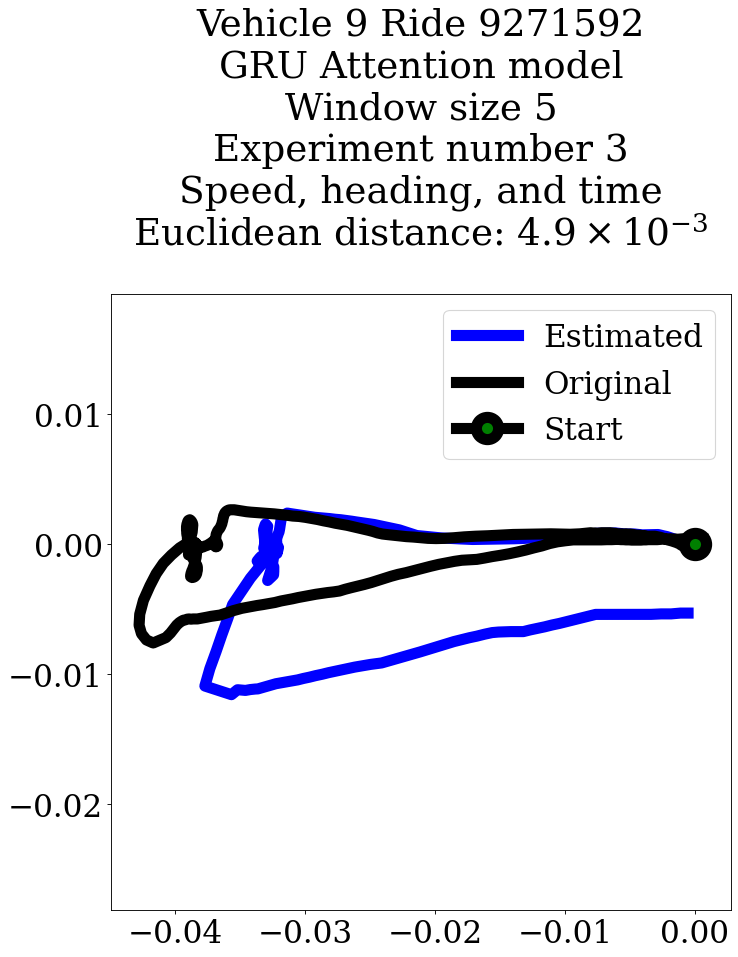 Vehicle 9 Ride 9271592
GRU Attention model
Window size 5
Experiment number 3
Speed, heading, and time
Euclidean distance: 4.9 × 10⁻³
Estimated
Original
Start
0.01
0.00
−0.01
−0.02
−0.04
−0.03
−0.02
−0.01
0.00